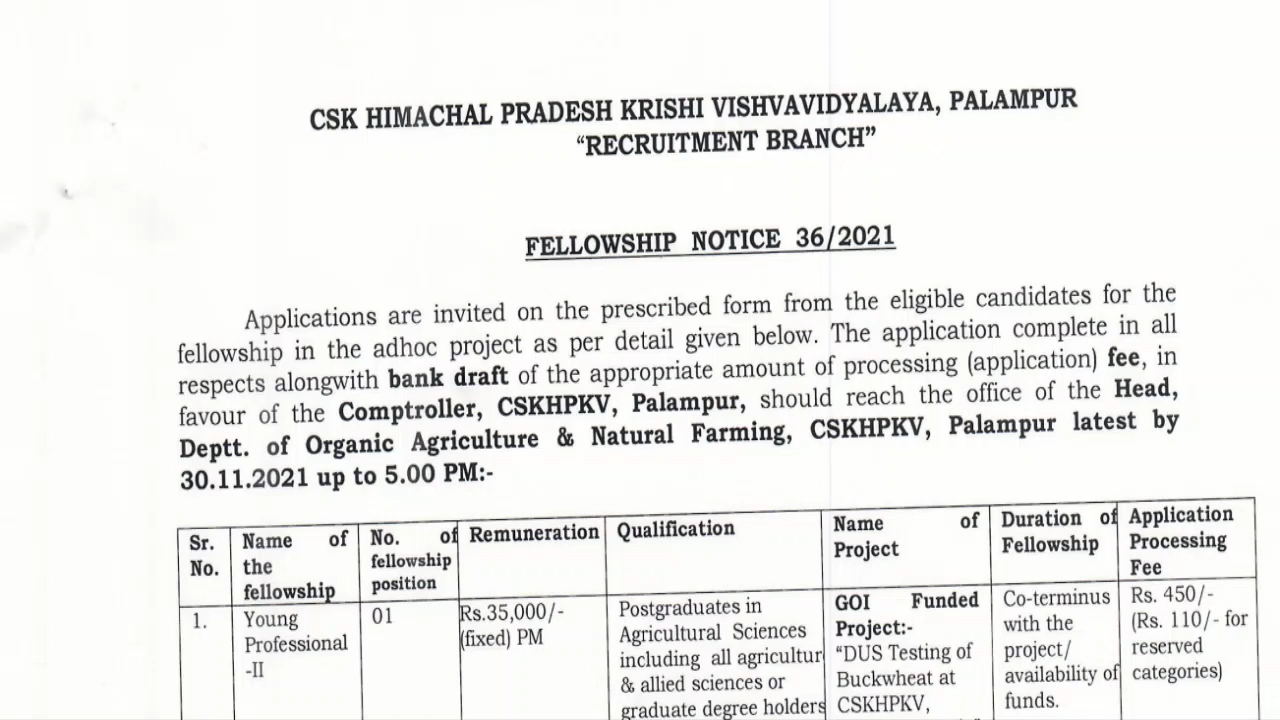 CSK HIMACHAL PRADESH KRISHI VISHVAVIDYALAYA, PALAMPUR
“RECRUITMENT BRANCH”
FELLOWSHIP NOTICE 36/2021
Applications are invited on the prescribed form from the eligible candidates for the
fellowship in the adhoc project as per detail given below. The application complete in all
respects alongwith bank draft of the appropriate amount of processing (application) fee, in
favour of the Comptroller, CSKHPKV, Palampur, should reach the office of the Head,
Deptt. of Organic Agriculture & Natural Farming, CSKHPKV, Palampur latest by
30.11.2021 up to 5.00 PM:-
Sr.
No.
Name of
the
fellowship
No. of
fellowship
position
Remuneration
Qualification
Name of
Project
Duration of
Fellowship
Application
Processing
Fee
1.
Young
Professional
-II
01
Rs.35,000/-
(fixed) PM
Postgraduates in
Agricultural Sciences
including all agricultur
& allied sciences or
graduate degree holders
GOI Funded
Project:-
“DUS Testing of
Buckwheat at
CSKHPKV,
Co-terminus
with the
project/
availability of
funds.
Rs. 450/-
(Rs. 110/- for
reserved
categories)